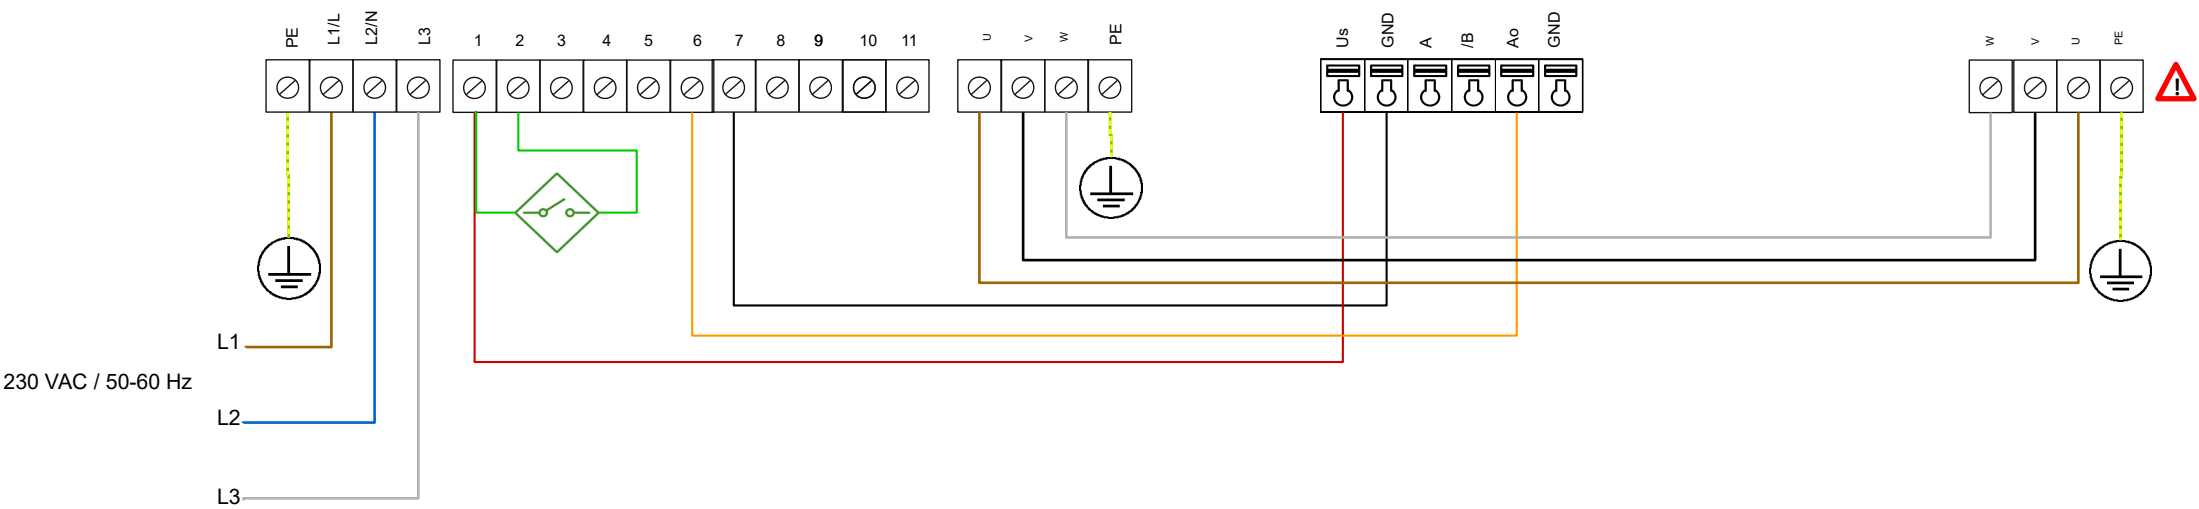 PE L1/L L2/N L3 1 2 3 4 5 6 7 8 9 10 11 U V W PE Us GND A /B Ao GND W V U PE
L1
230 VAC / 50-60 Hz
L2
L3